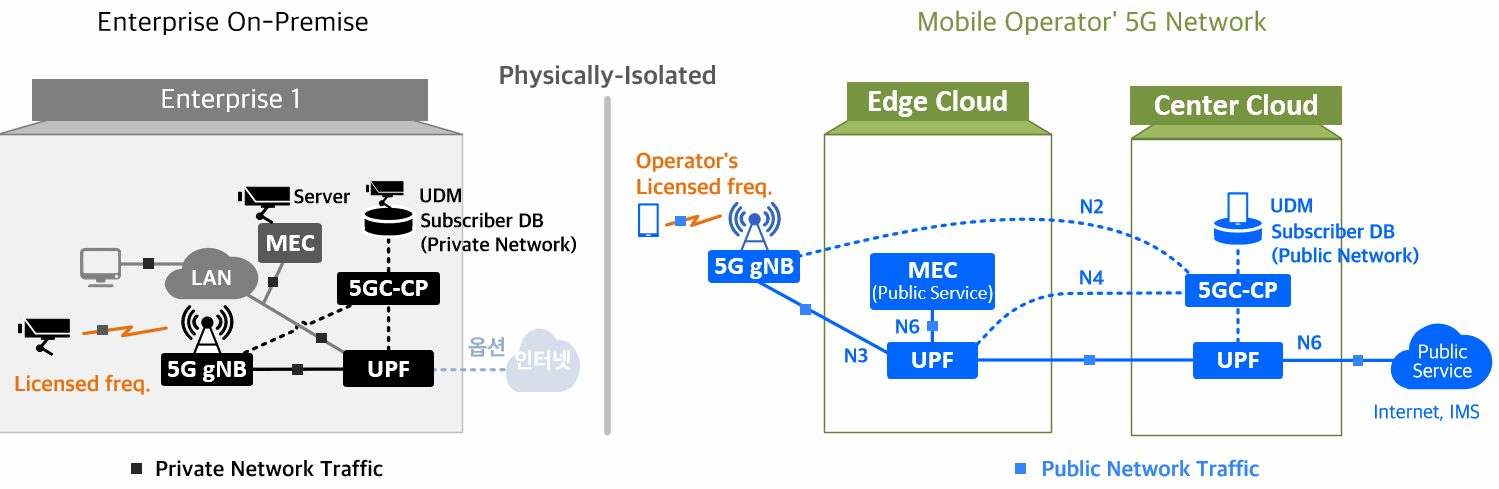 Enterprise On-Premise
Mobile Operator' 5G Network
Physically-Isolated
Enterprise 1
Edge Cloud
Center Cloud
Operator's
Licensed freq.
Server
UDM
Subscriber DB
(Private Network)
MEC
LAN
5GC-CP
5G gNB
UPF
Licensed freq.
옵션
인터넷
N2
5G gNB
MEC
(Public Service)
N4
N6
N3
UPF
UDM
Subscriber DB
(Public Network)
5GC-CP
UPF
N6
Public
Service
Internet, IMS
Private Network Traffic
Public Network Traffic